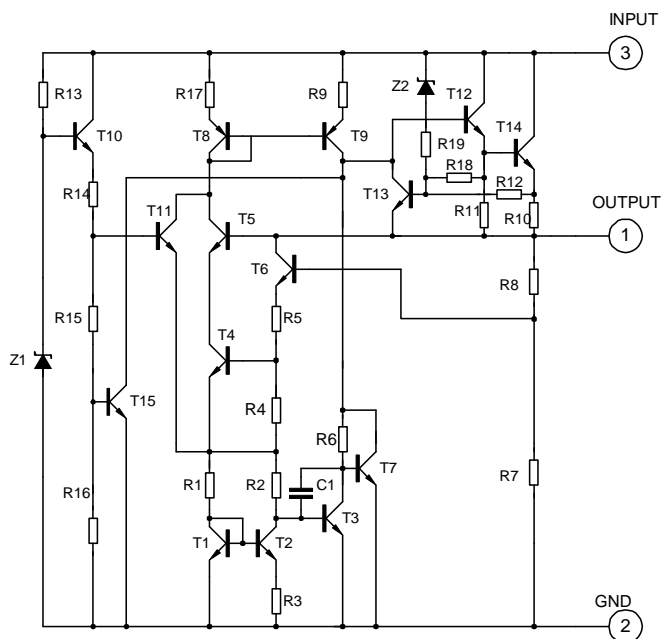 INPUT
3
R13
R17
R9
Z2
T12
T10
T8
T9
T14
R19
R18
R14
T13
R12
T11
T5
R11
R10
OUTPUT
1
T6
R8
R15
R5
T4
Z1
T15
R4
R6
R7
T7
R16
R1
R2
C1
T3
T1
T2
R3
GND
2